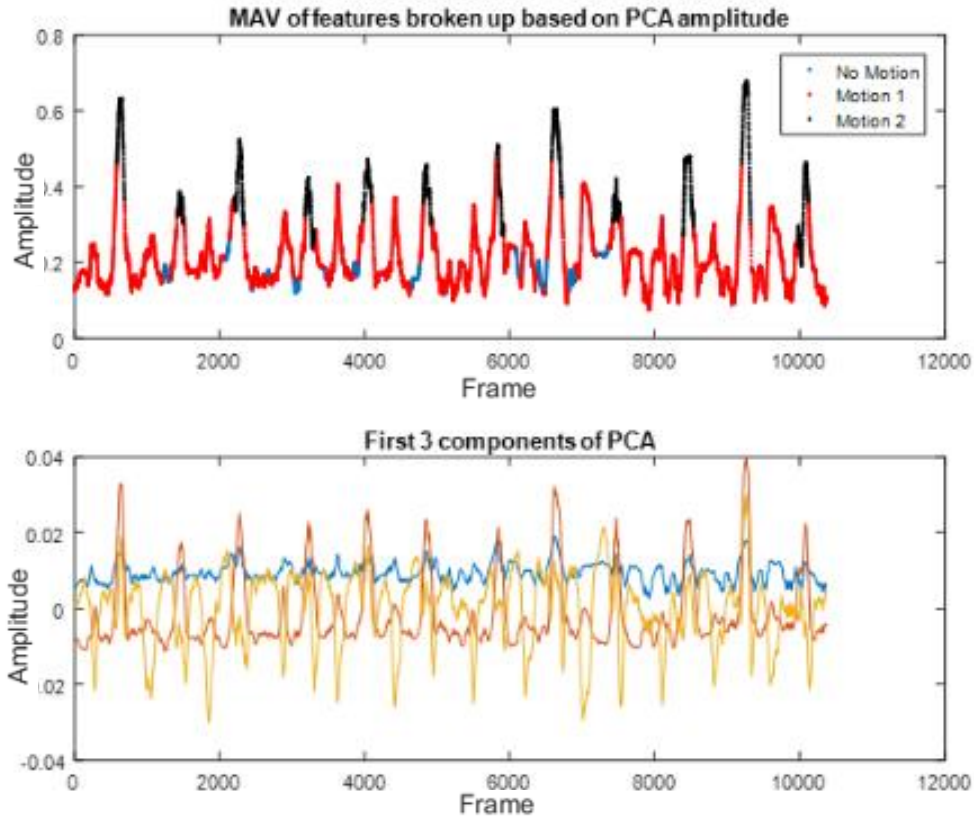 MAV of features broken up based on PCA amplitude
0.8
0.6
).4
).2
0
Amplitude
No Motion
Motion 1
Motion 2
0 2000 4000 6000 8000 10000 12000
Frame
First 3 components of PCA
0.04
0.02
0
).02
-0.04
Amplitude
0 2000 4000 6000 8000 10000 12000
Frame